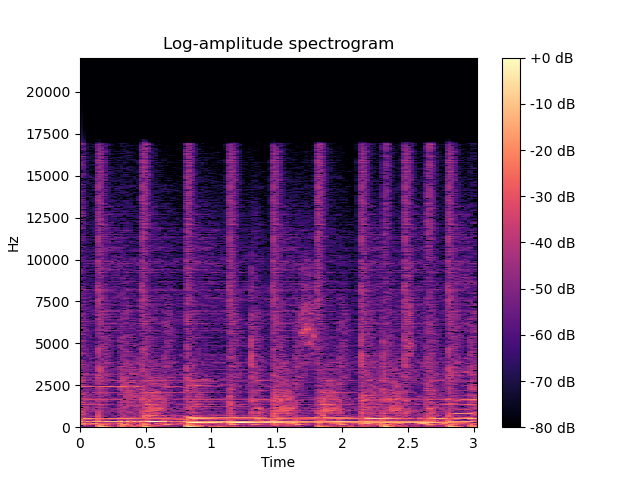 Log-amplitude spectrogram
Hz
20000
17500
15000
12500
10000
7500
5000
2500
0
0 0.5 1 1.5 2 2.5 3
Time
+0 dB
-10 dB
-20 dB
-30 dB
-40 dB
-50 dB
-60 dB
-70 dB
-80 dB